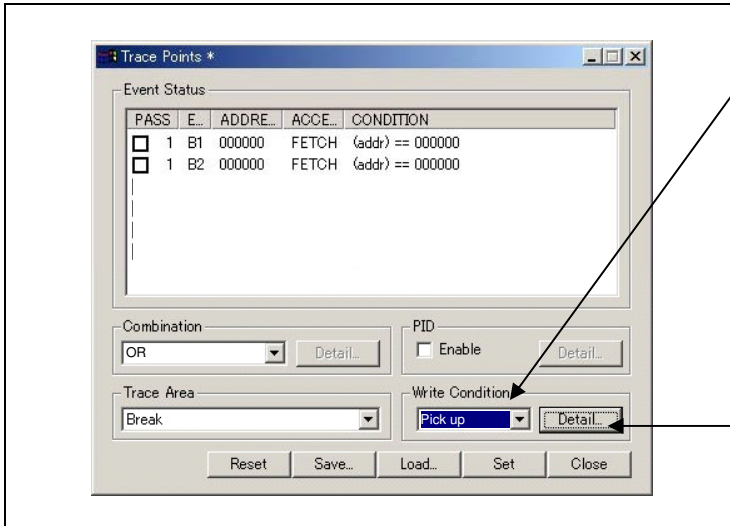 Trace Points *
Event Status
PASS E... ADDRE... ACCE... CONDITION
1 B1 000000 FETCH (addr) == 000000
1 B2 000000 FETCH (addr) == 000000
Combination
OR Detail...
PID
Enable Detail...
Trace Area
Break
Write Condition
Pick up Detail...
Reset Save... Load... Set Close